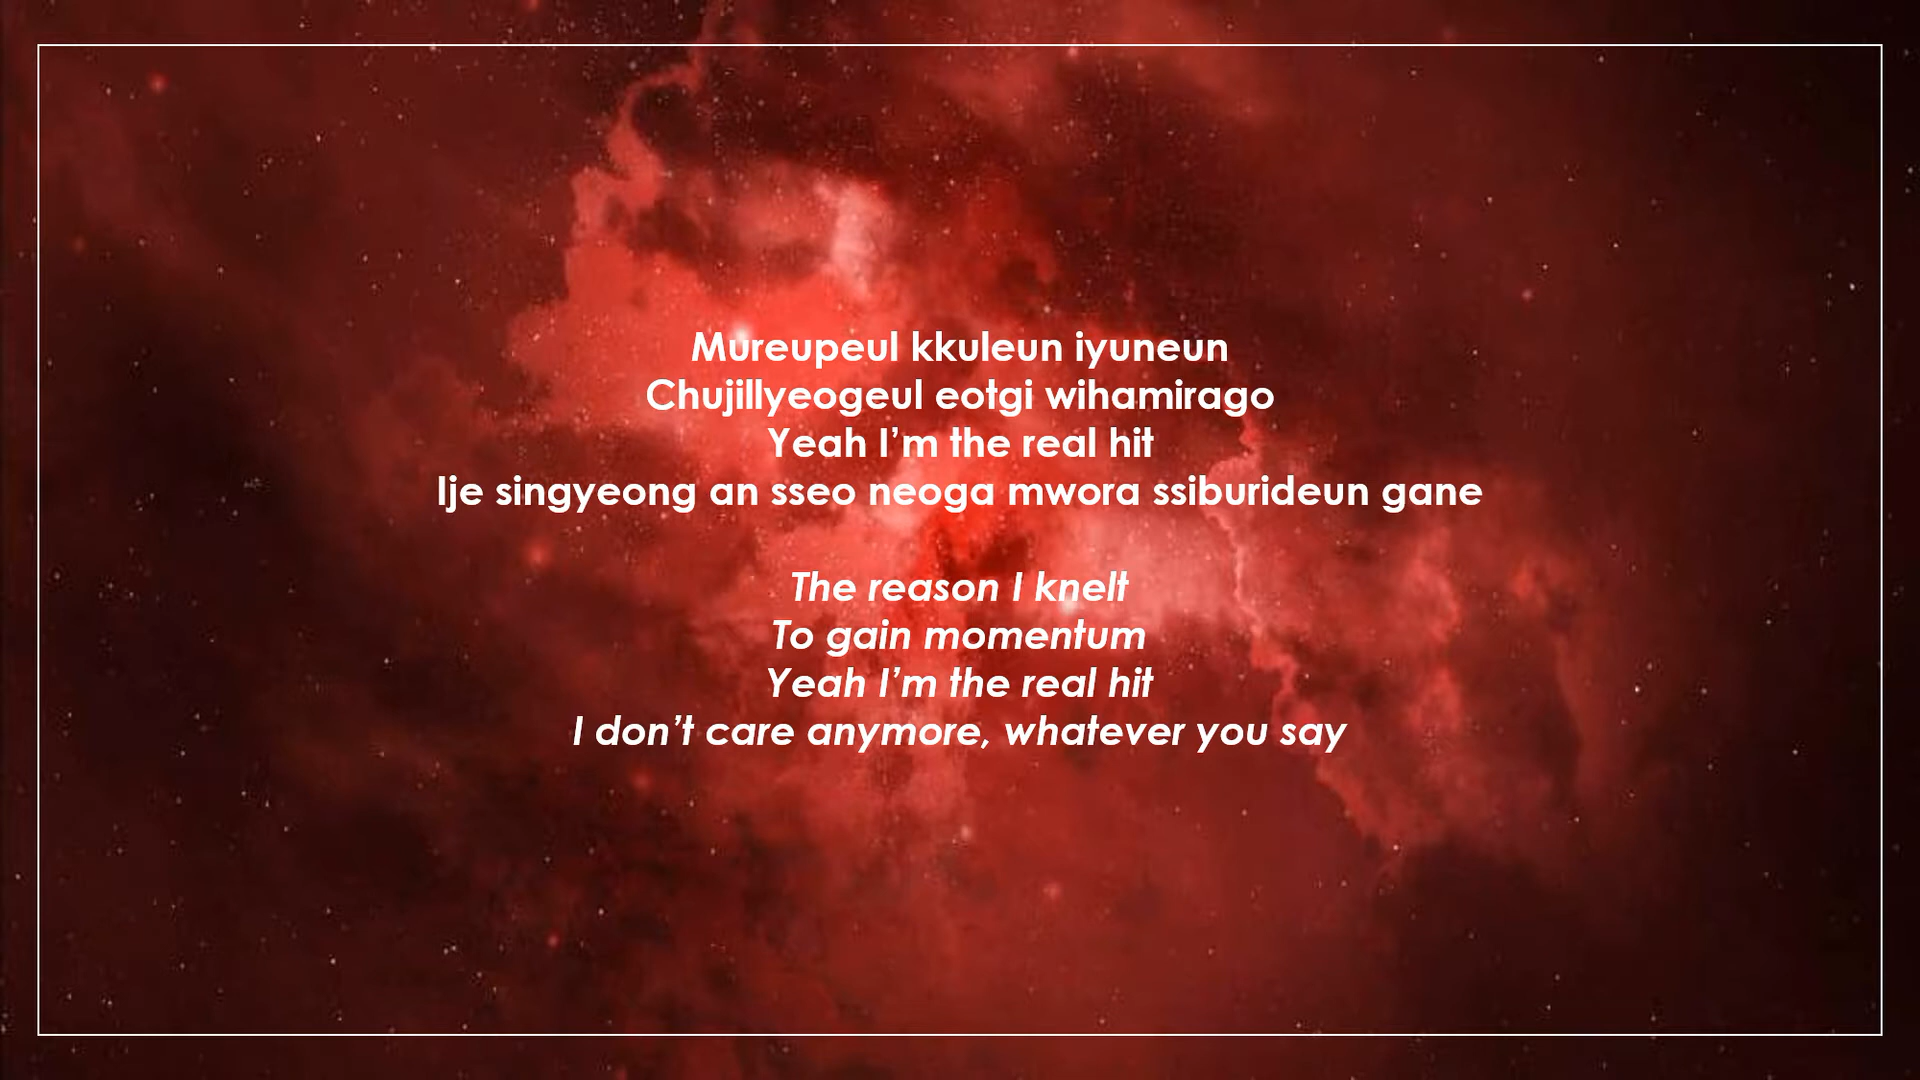 Mureupeul kkuleun iyuneun
Chujillyeogeul eotgi wihamirago
Yeah I’m the real hit
Ije singyeong an sseo neoga mwora ssiburideun gane
The reason I knelt
To gain momentum
Yeah I’m the real hit
I don’t care anymore, whatever you say